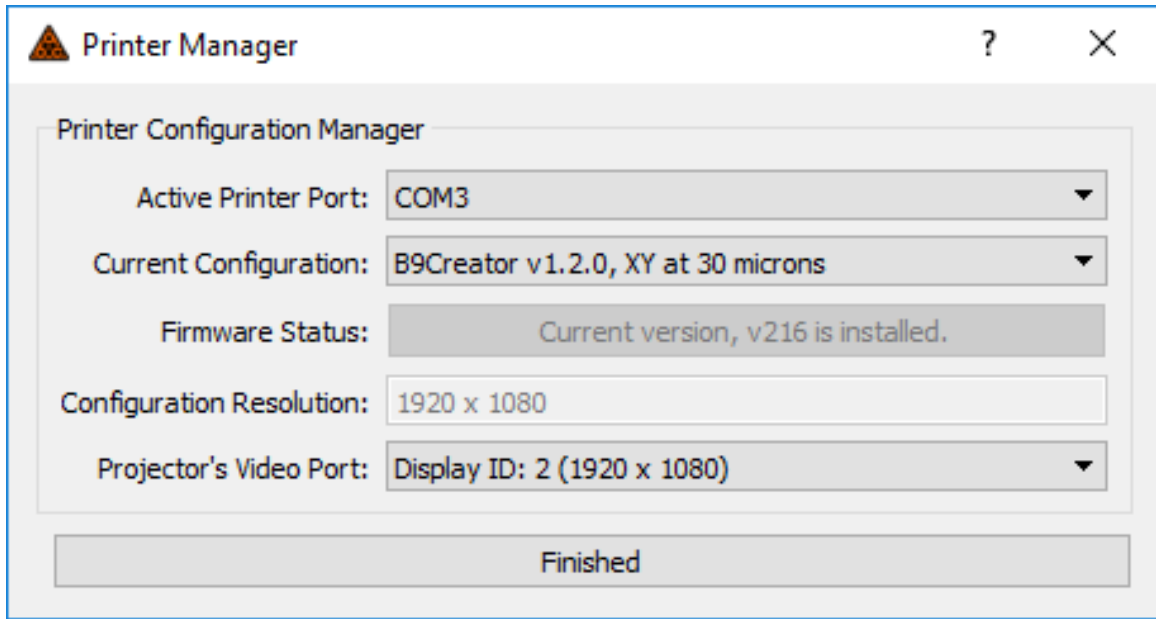 Printer Manager
?
Printer Configuration Manager
Active Printer Port: COM3
Current Configuration: B9Creator v1.2.0, XY at 30 microns
Firmware Status: Current version, v216 is installed.
Configuration Resolution: 1920 x 1080
Projector's Video Port: Display ID: 2 (1920 x 1080)
Finished